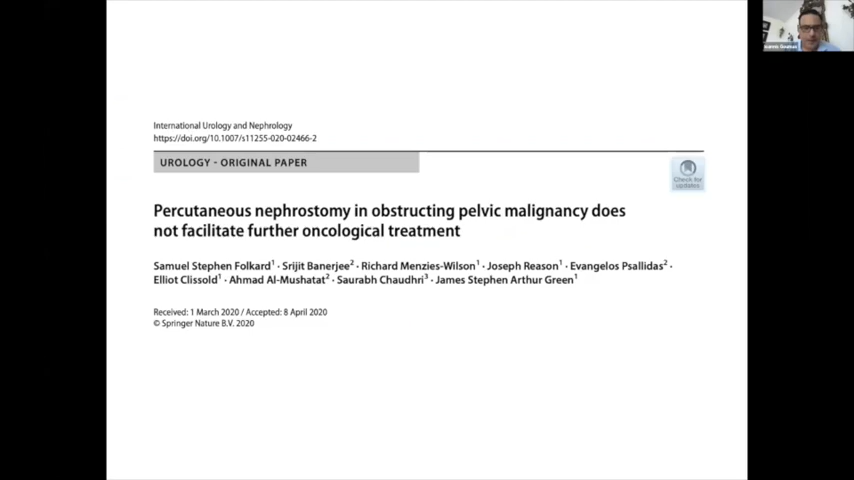 International Urology and Nephrology
https://doi.org/10.1007/s11255-020-02466-2
UROLOGY - ORIGINAL PAPER
Check for
updates
Percutaneous nephrostomy in obstructing pelvic malignancy does
not facilitate further oncological treatment
Samuel Stephen Folkard1 · Srijit Banerjee2 · Richard Menzies-Wilson1 · Joseph Reason1 · Evangelos Psallidas2 ·
Elliot Clissold1 · Ahmad Al-Mushatat2 · Saurabh Chaudhri3 · James Stephen Arthur Green1
Received: 1 March 2020 / Accepted: 8 April 2020
© Springer Nature B.V. 2020